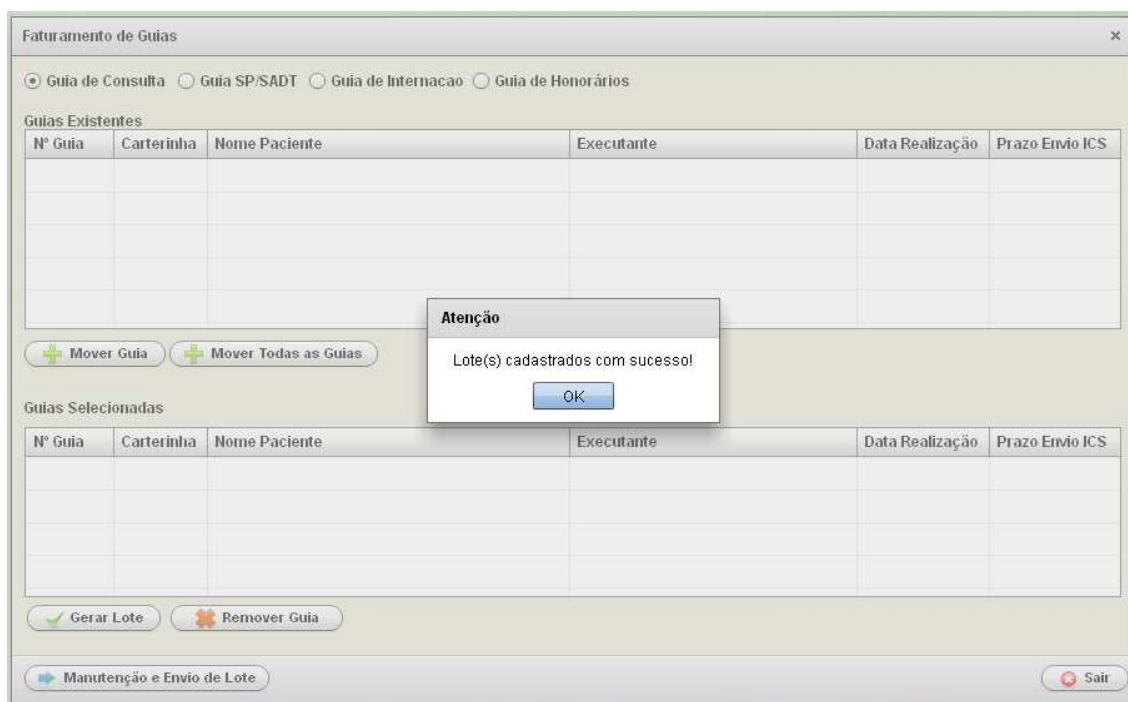 Faturamento de Guias
Guia de Consulta Guia SP/SADT Guia de Internacao Guia de Honorários
Guias Existentes
Nº Guia Carterinha Nome Paciente Executante Data Realização Prazo Envio ICS
Atenção
Lote(s) cadastrados com sucesso!
OK
Mover Guia Mover Todas as Guias
Guias Selecionadas
Nº Guia Carterinha Nome Paciente Executante Data Realização Prazo Envio ICS
Gerar Lote Remover Guia
Manutenção e Envio de Lote Sair